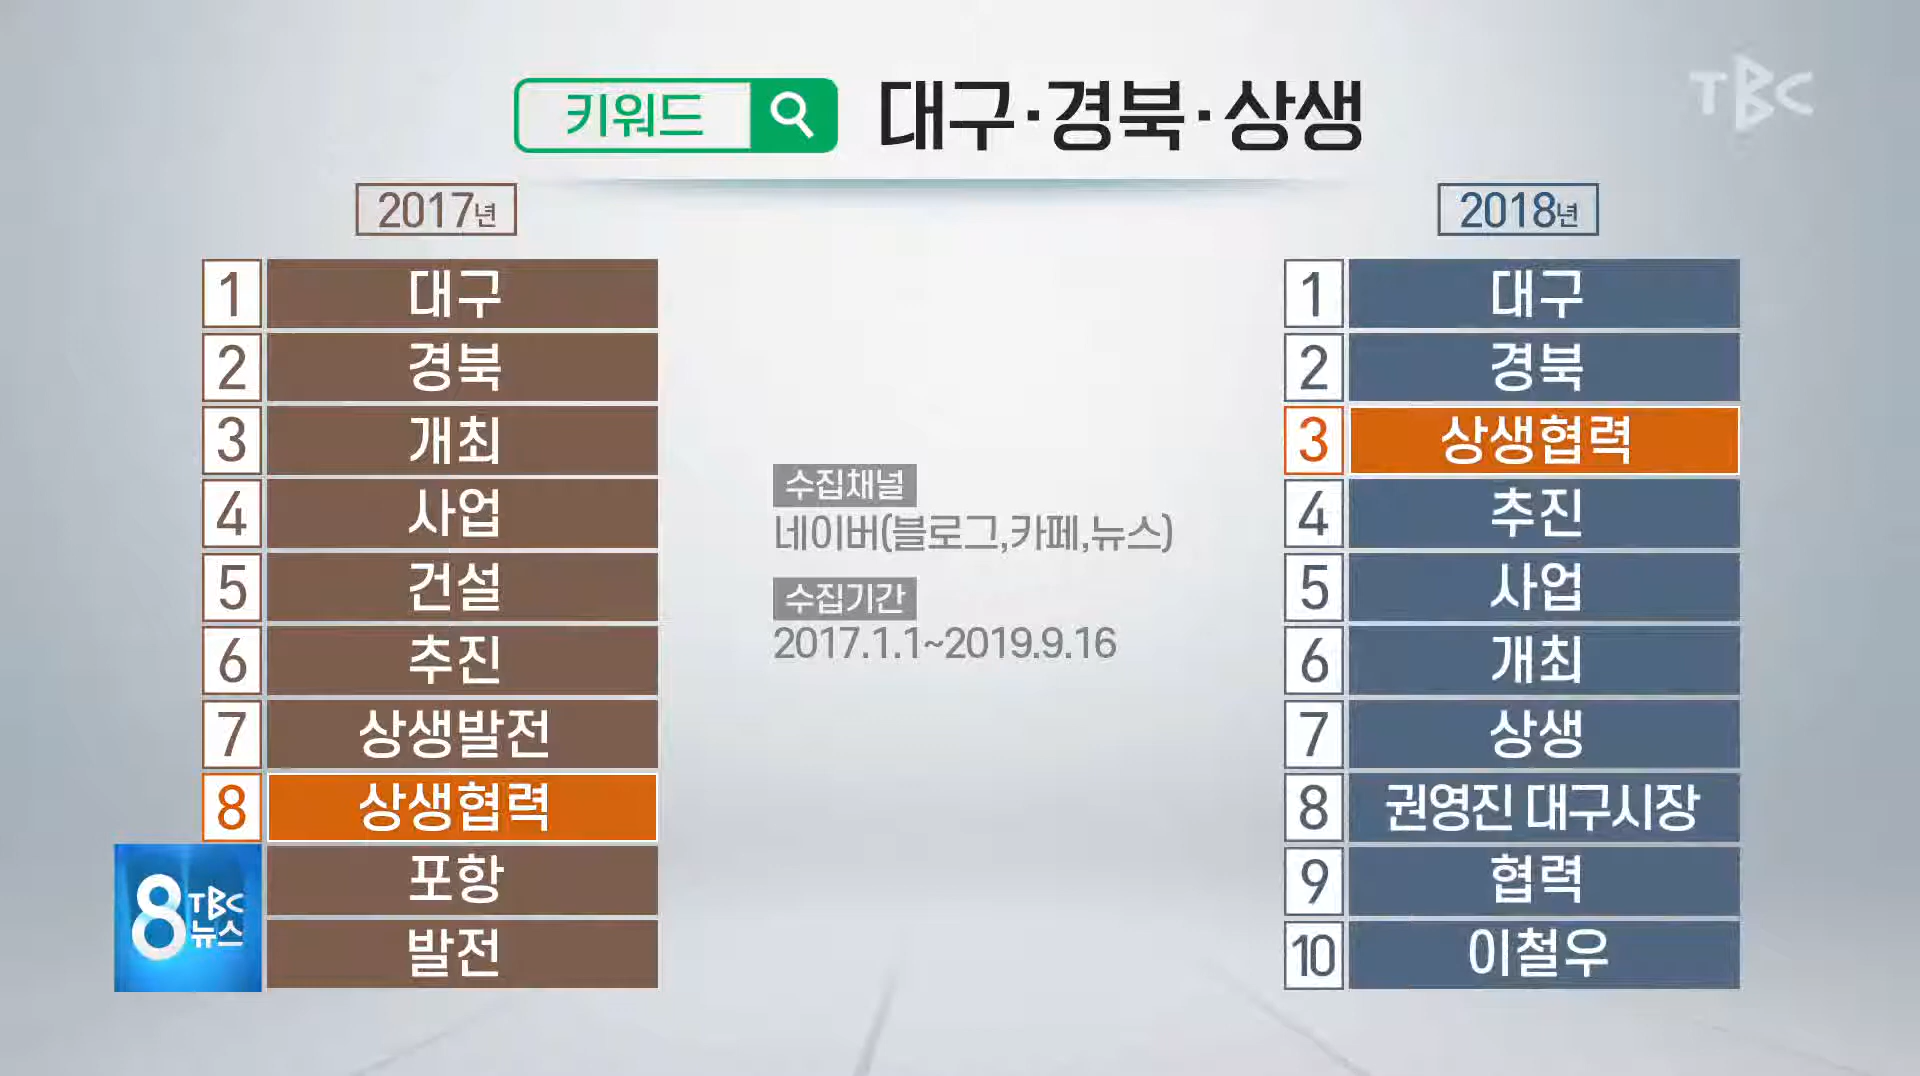 키워드 대구·경북·상생
TBC
2017년
1 대구
2 경북
3 개최
4 사업
5 건설
6 추진
7 상생발전
8 상생협력
포항
발전
수집채널
네이버(블로그,카페,뉴스)
수집기간
2017.1.1~2019.9.16
2018년
1 대구
2 경북
3 상생협력
4 추진
5 사업
6 개최
7 상생
8 권영진 대구시장
9 협력
10 이철우
8 TBC
뉴스